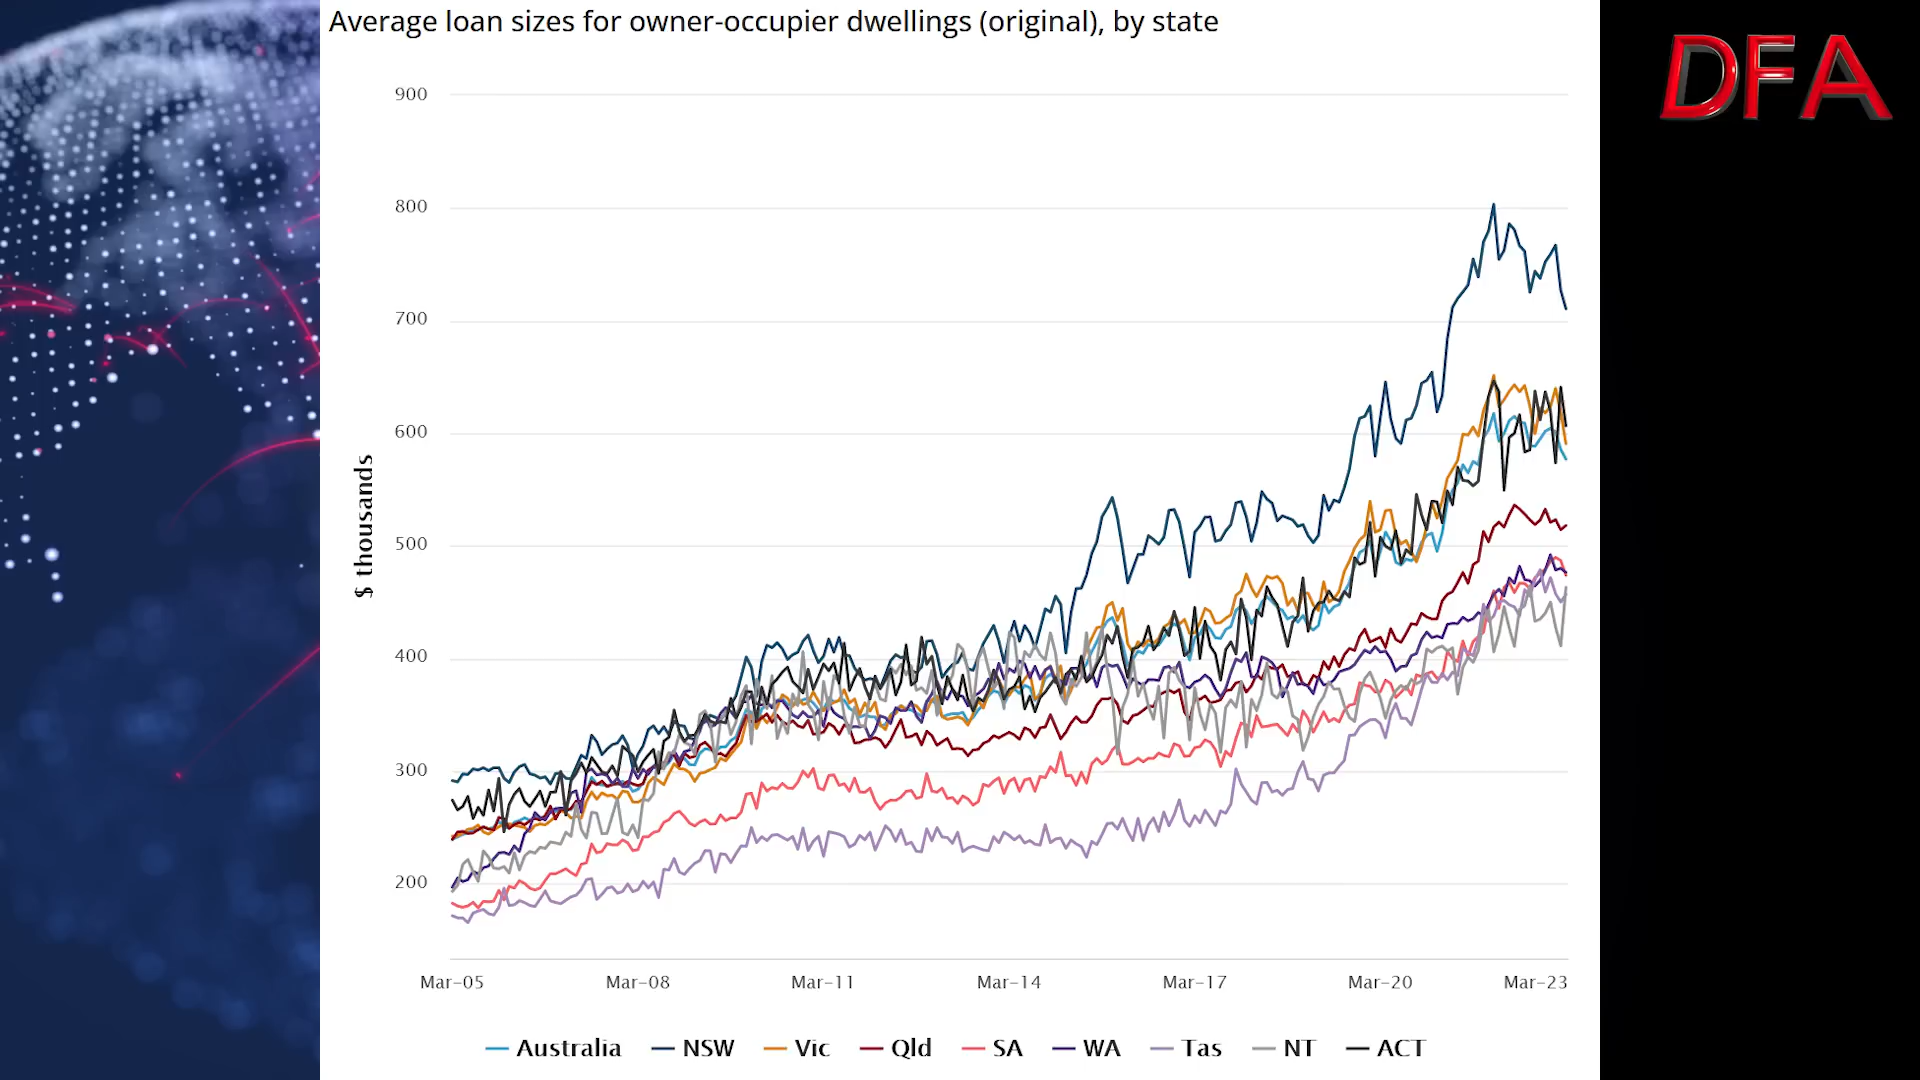 Average loan sizes for owner-occupier dwellings (original), by state
DFA
900
800
700
600
500
400
300
200
$ thousands
Mar-05 Mar-08 Mar-11 Mar-14 Mar-17 Mar-20 Mar-23
Australia NSW Vic Qld SA WA Tas NT ACT